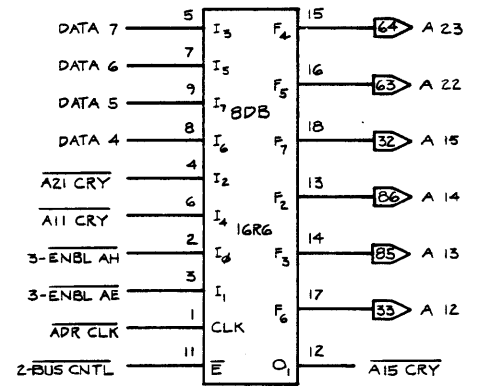 DATA 7 5 I3 F4 15 64 A 23
DATA 6 7 I5 F5 16 63 A 22
DATA 5 9 I7
8DB
DATA 4 8 I6 F7 18 32 A 15
A21 CRY 4 I2 F2 13 86 A 14
A11 CRY 6 I4
16R6
3-ENBL AH 2 I0 F3 14 85 A 13
3-ENBL AE 3 I1 F6 17 33 A 12
ADR CLK 1 CLK
2-BUS CNTL 11 E O1 12 A15 CRY